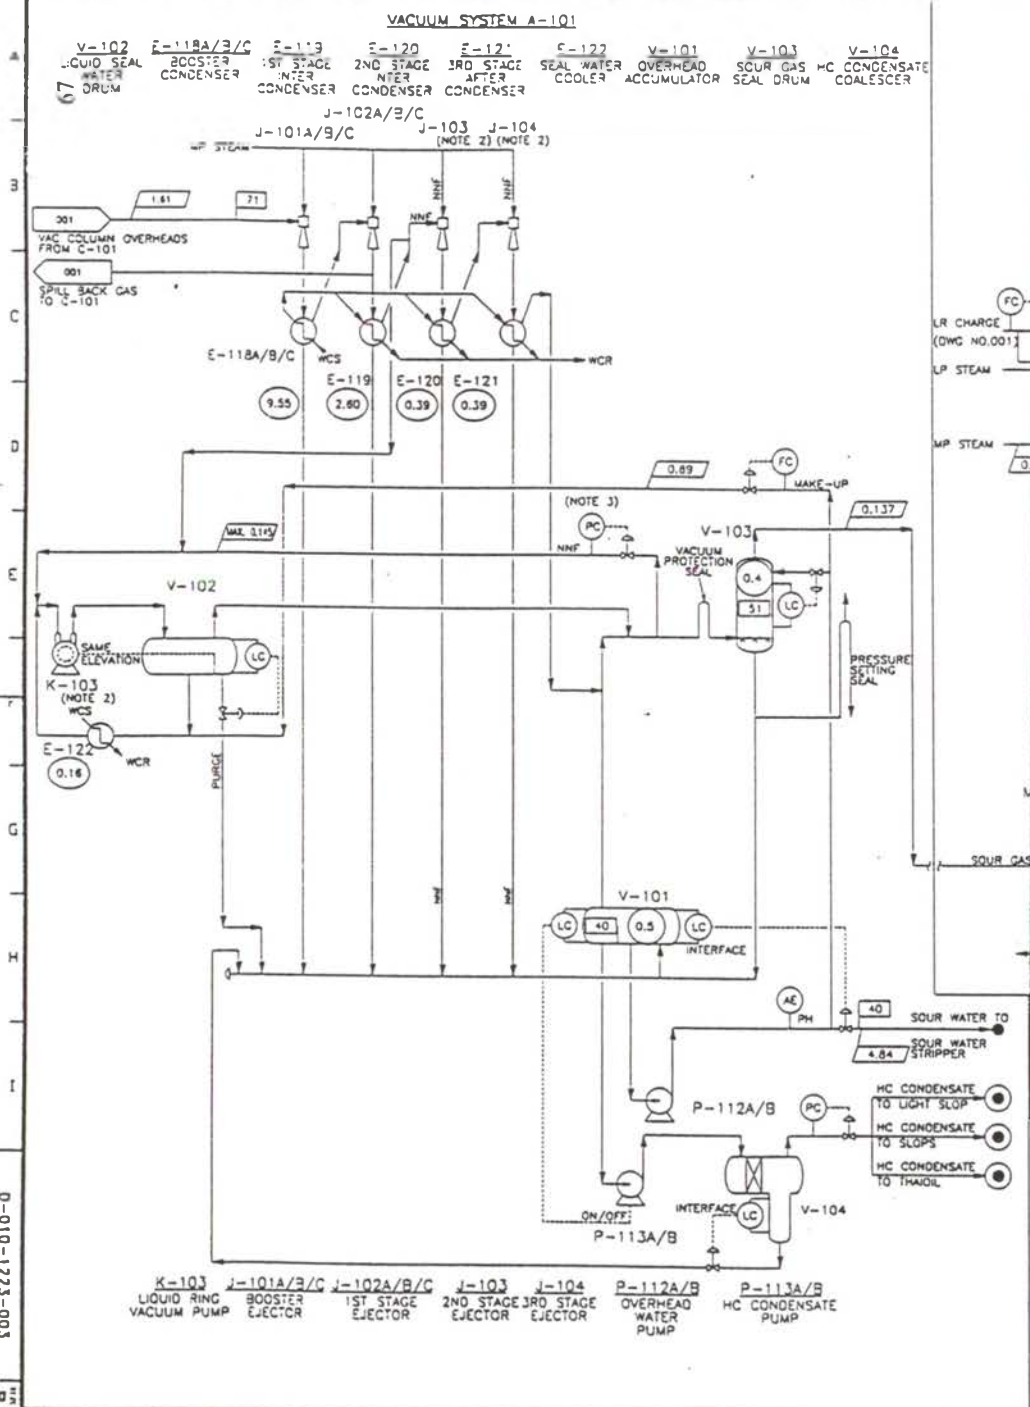 VACUUM SYSTEM A-101
V-102
LIQUID SEAL
WATER
DRUM
E-118A/B/C
BOOSTER
CONDENSER
E-119
1ST STAGE
INTER
CONDENSER
E-120
2ND STAGE
INTER
CONDENSER
E-121
3RD STAGE
AFTER
CONDENSER
E-122
SEAL WATER
COOLER
V-101
OVERHEAD
ACCUMULATOR
V-103
SOUR GAS
SEAL DRUM
V-104
HC CONDENSATE
COALESCER
67
A
B
C
D
E
F
G
H
I
J-102A/B/C
J-101A/B/C
J-103
(NOTE 2)
J-104
(NOTE 2)
MP STEAM
NNF
NNF
NNF
1.61
71
001
VAC COLUMN OVERHEADS
FROM C-101
001
SPILL BACK GAS
TO C-101
E-118A/B/C
WCS
WCR
E-119
E-120
E-121
9.55
2.60
0.39
0.39
FC
LR CHARGE
(DWG NO.001)
LP STEAM
MP STEAM
0.89
FC
MAKE-UP
(NOTE 3)
PC
NNF
V-103
0.137
VACUUM
PROTECTION
SEAL
0.4
51
LC
V-102
SAME
ELEVATION
LC
K-103
(NOTE 2)
WCS
E-122
WCR
0.16
PURGE
PRESSURE
SETTING
SEAL
SOUR GAS
NNF
NNF
V-101
LC
40
0.5
LC
INTERFACE
AE
PH
40
SOUR WATER TO
SOUR WATER
STRIPPER
4.84
P-112A/B
PC
HC CONDENSATE
TO LIGHT SLOP
HC CONDENSATE
TO SLOPS
HC CONDENSATE
TO THAIOIL
ON/OFF
P-113A/B
INTERFACE
LC
V-104
K-103
LIQUID RING
VACUUM PUMP
J-101A/B/C
BOOSTER
EJECTOR
J-102A/B/C
1ST STAGE
EJECTOR
J-103
2ND STAGE
EJECTOR
J-104
3RD STAGE
EJECTOR
P-112A/B
OVERHEAD
WATER
PUMP
P-113A/B
HC CONDENSATE
PUMP
D-010-1223-003